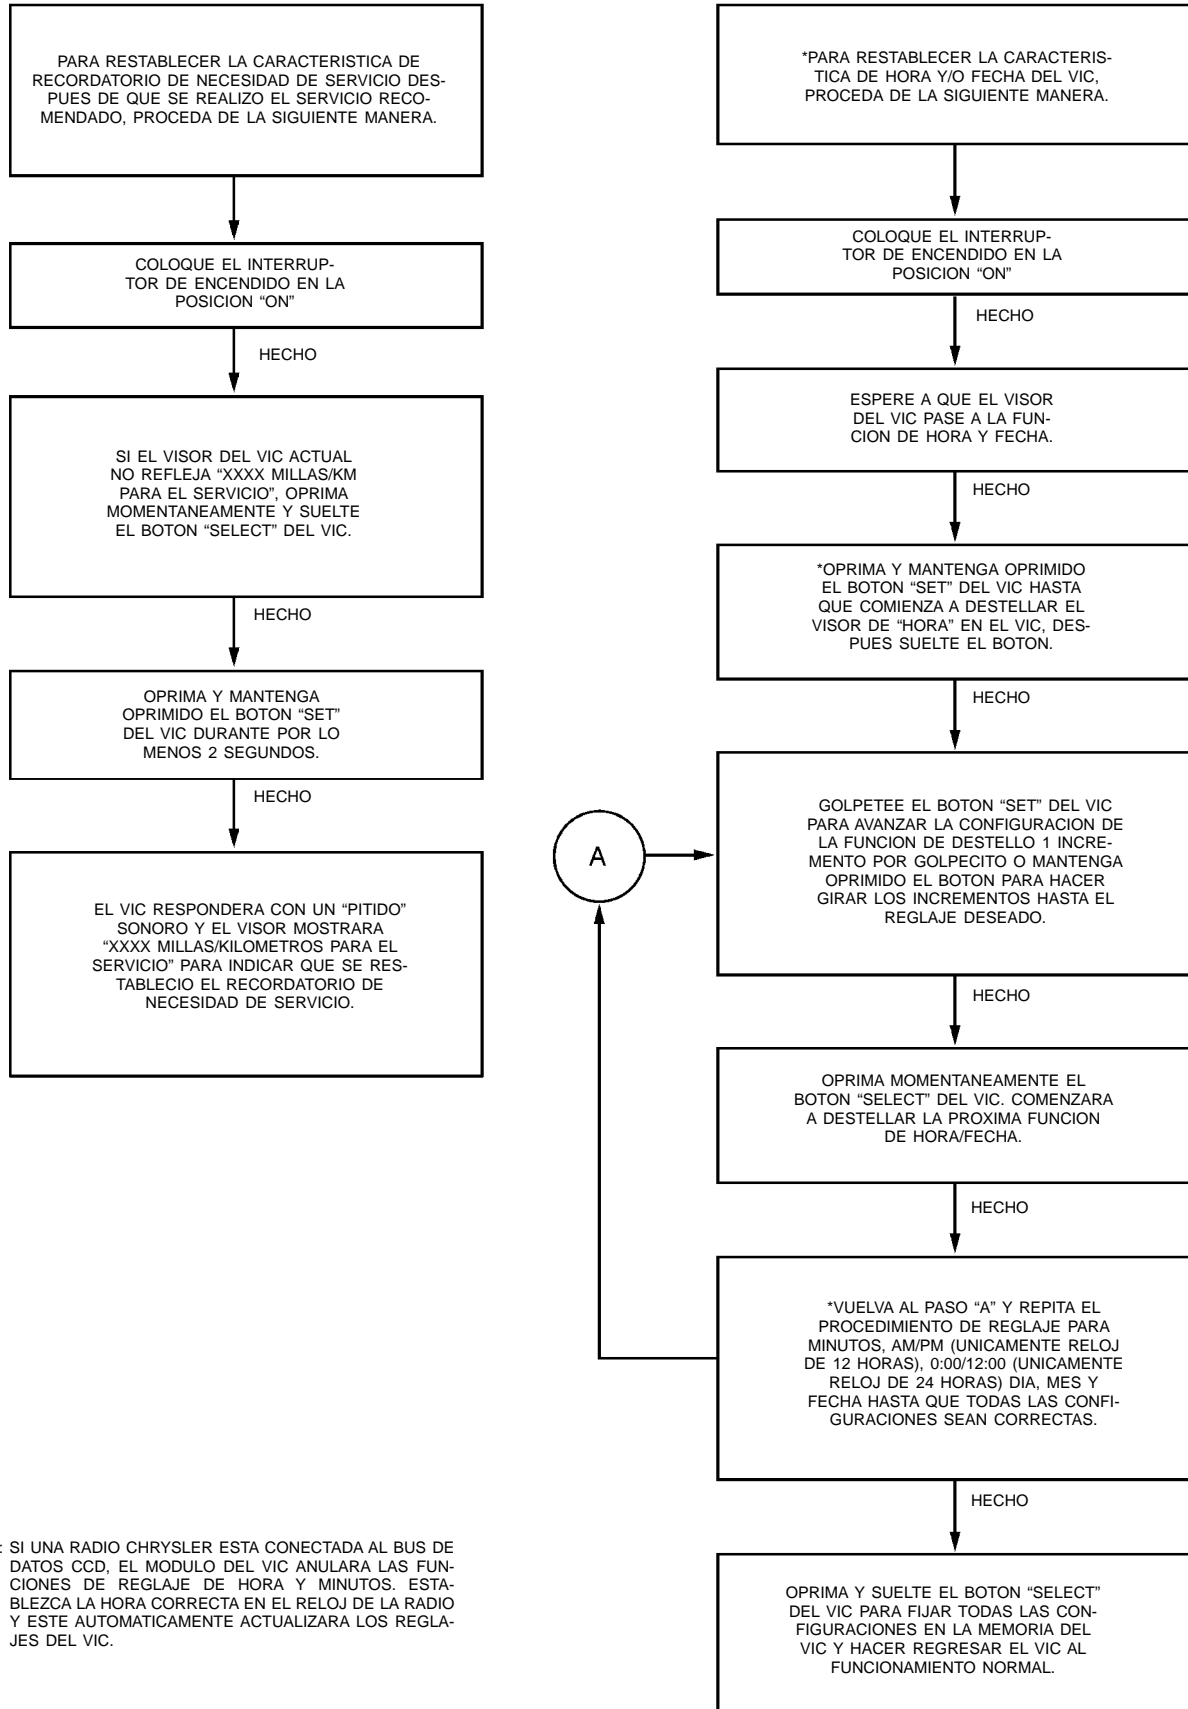 PARA RESTABLECER LA CARACTERISTICA DE
RECORDATORIO DE NECESIDAD DE SERVICIO DES-
PUES DE QUE SE REALIZO EL SERVICIO RECO-
MENDADO, PROCEDA DE LA SIGUIENTE MANERA.
COLOQUE EL INTERRUP-
TOR DE ENCENDIDO EN LA
POSICION “ON”
HECHO
SI EL VISOR DEL VIC ACTUAL
NO REFLEJA “XXXX MILLAS/KM
PARA EL SERVICIO”, OPRIMA
MOMENTANEAMENTE Y SUELTE
EL BOTON “SELECT” DEL VIC.
HECHO
OPRIMA Y MANTENGA
OPRIMIDO EL BOTON “SET”
DEL VIC DURANTE POR LO
MENOS 2 SEGUNDOS.
HECHO
EL VIC RESPONDERA CON UN “PITIDO”
SONORO Y EL VISOR MOSTRARA
“XXXX MILLAS/KILOMETROS PARA EL
SERVICIO” PARA INDICAR QUE SE RES-
TABLECIO EL RECORDATORIO DE
NECESIDAD DE SERVICIO.
: SI UNA RADIO CHRYSLER ESTA CONECTADA AL BUS DE
DATOS CCD, EL MODULO DEL VIC ANULARA LAS FUN-
CIONES DE REGLAJE DE HORA Y MINUTOS. ESTA-
BLEZCA LA HORA CORRECTA EN EL RELOJ DE LA RADIO
Y ESTE AUTOMATICAMENTE ACTUALIZARA LOS REGLA-
JES DEL VIC.
*PARA RESTABLECER LA CARACTERIS-
TICA DE HORA Y/O FECHA DEL VIC,
PROCEDA DE LA SIGUIENTE MANERA.
COLOQUE EL INTERRUP-
TOR DE ENCENDIDO EN LA
POSICION “ON”
HECHO
ESPERE A QUE EL VISOR
DEL VIC PASE A LA FUN-
CION DE HORA Y FECHA.
HECHO
*OPRIMA Y MANTENGA OPRIMIDO
EL BOTON “SET” DEL VIC HASTA
QUE COMIENZA A DESTELLAR EL
VISOR DE “HORA” EN EL VIC, DES-
PUES SUELTE EL BOTON.
HECHO
A
GOLPETEE EL BOTON “SET” DEL VIC
PARA AVANZAR LA CONFIGURACION DE
LA FUNCION DE DESTELLO 1 INCRE-
MENTO POR GOLPECITO O MANTENGA
OPRIMIDO EL BOTON PARA HACER
GIRAR LOS INCREMENTOS HASTA EL
REGLAJE DESEADO.
HECHO
OPRIMA MOMENTANEAMENTE EL
BOTON “SELECT” DEL VIC. COMENZARA
A DESTELLAR LA PROXIMA FUNCION
DE HORA/FECHA.
HECHO
*VUELVA AL PASO “A” Y REPITA EL
PROCEDIMIENTO DE REGLAJE PARA
MINUTOS, AM/PM (UNICAMENTE RELOJ
DE 12 HORAS), 0:00/12:00 (UNICAMENTE
RELOJ DE 24 HORAS) DIA, MES Y
FECHA HASTA QUE TODAS LAS CONFI-
GURACIONES SEAN CORRECTAS.
HECHO
OPRIMA Y SUELTE EL BOTON “SELECT”
DEL VIC PARA FIJAR TODAS LAS CON-
FIGURACIONES EN LA MEMORIA DEL
VIC Y HACER REGRESAR EL VIC AL
FUNCIONAMIENTO NORMAL.